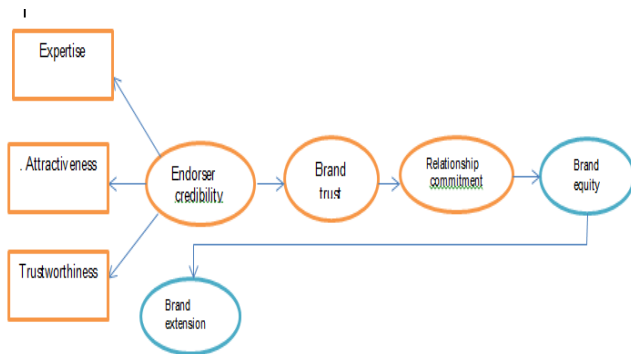 Expertise
. Attractiveness
Trustworthiness
Endorser
credibility
Brand
trust
Relationship
commitment
Brand
equity
Brand
extension